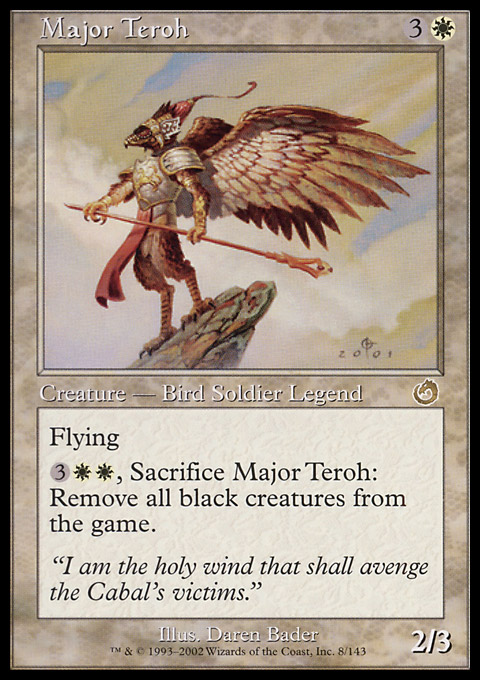 Major Teroh 3
2001
Creature — Bird Soldier Legend
Flying
3, Sacrifice Major Teroh:
Remove all black creatures from
the game.
“I am the holy wind that shall avenge
the Cabal’s victims.”
Illus. Daren Bader
2/3
™ & © 1993–2002 Wizards of the Coast, Inc. 8/143